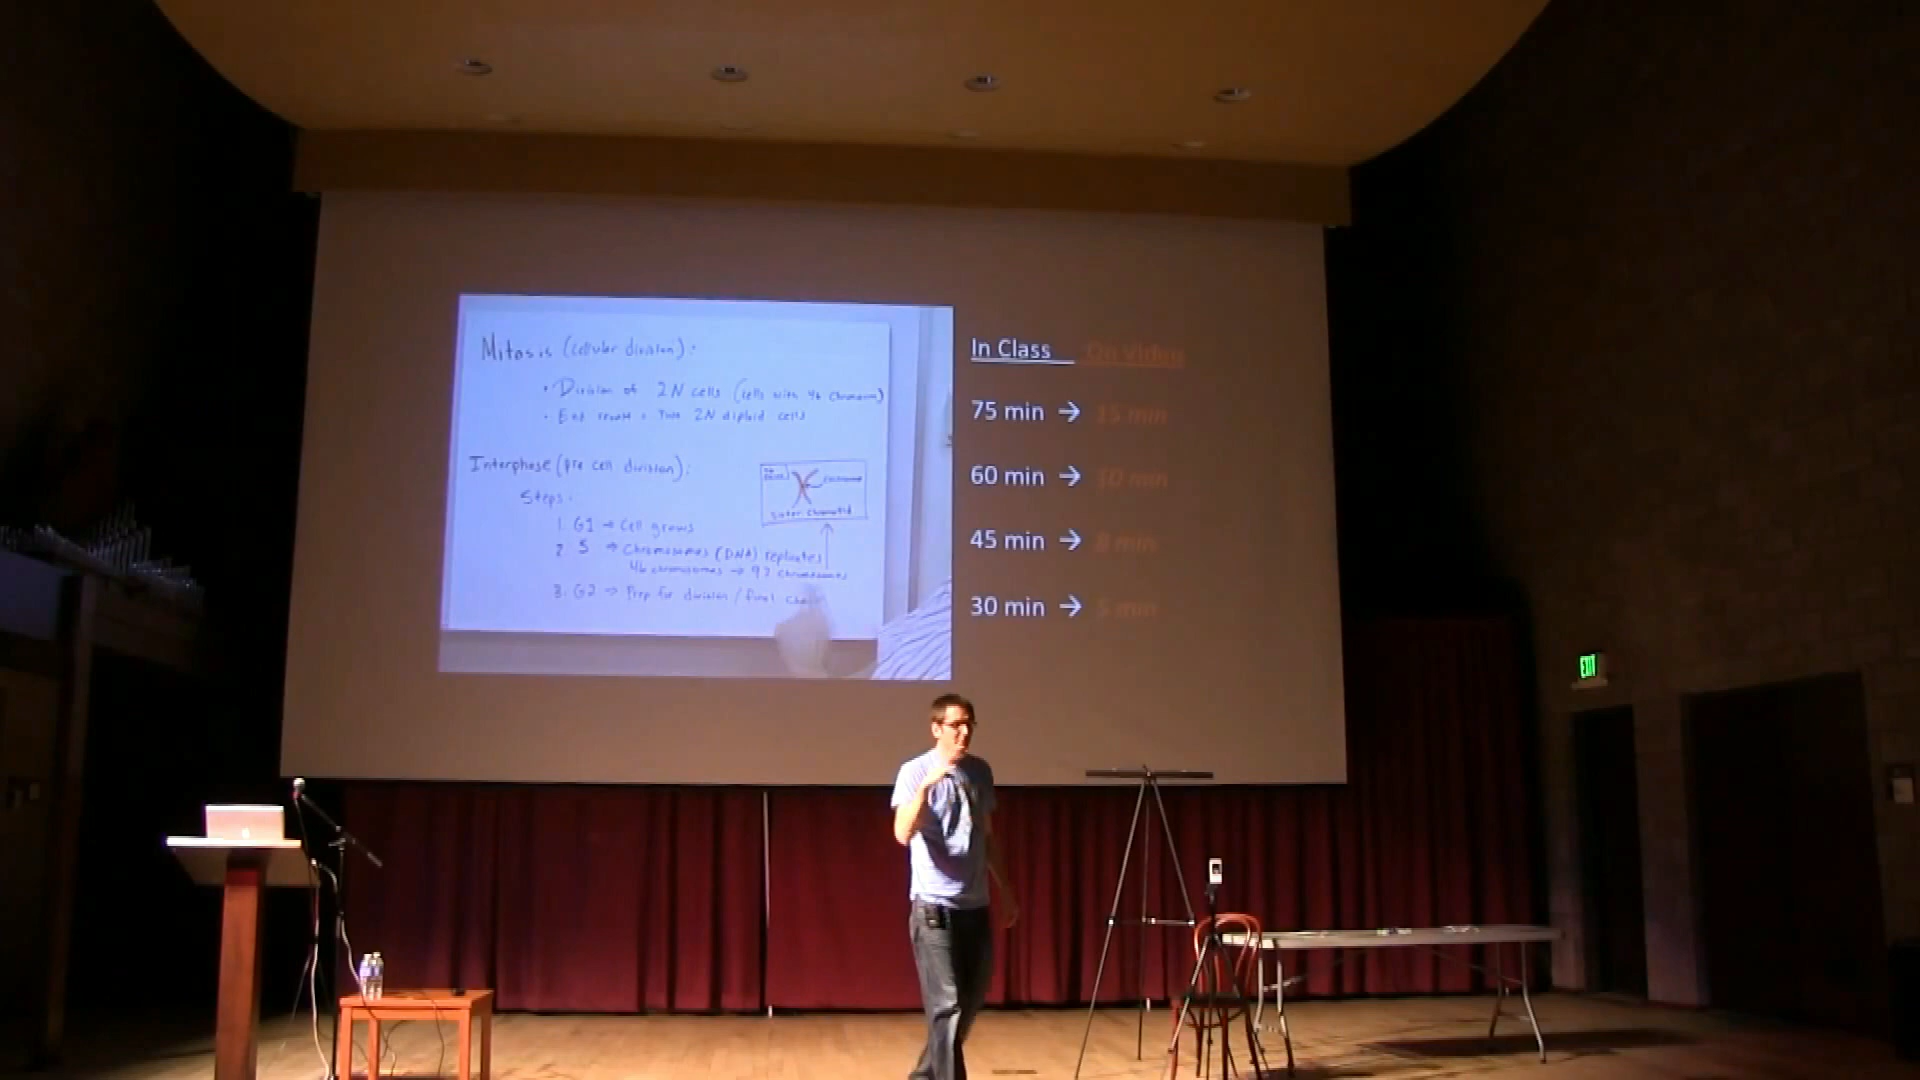 Mitosis (cellular division):
• Division of 2N cells (cells with 46 chromosom)
• End result = Two 2N diploid cells
Interphase (pre cell division):
Steps:
1. G1 → Cell grows
2. S → Chromosomes (DNA) replicates
46 chromosomes → 92 chromosomes
3. G2 → Prep for division / final
sister chromatid
In Class On Video
75 min → 15 min
60 min → 10 min
45 min → 8 min
30 min → 5 min
EXIT